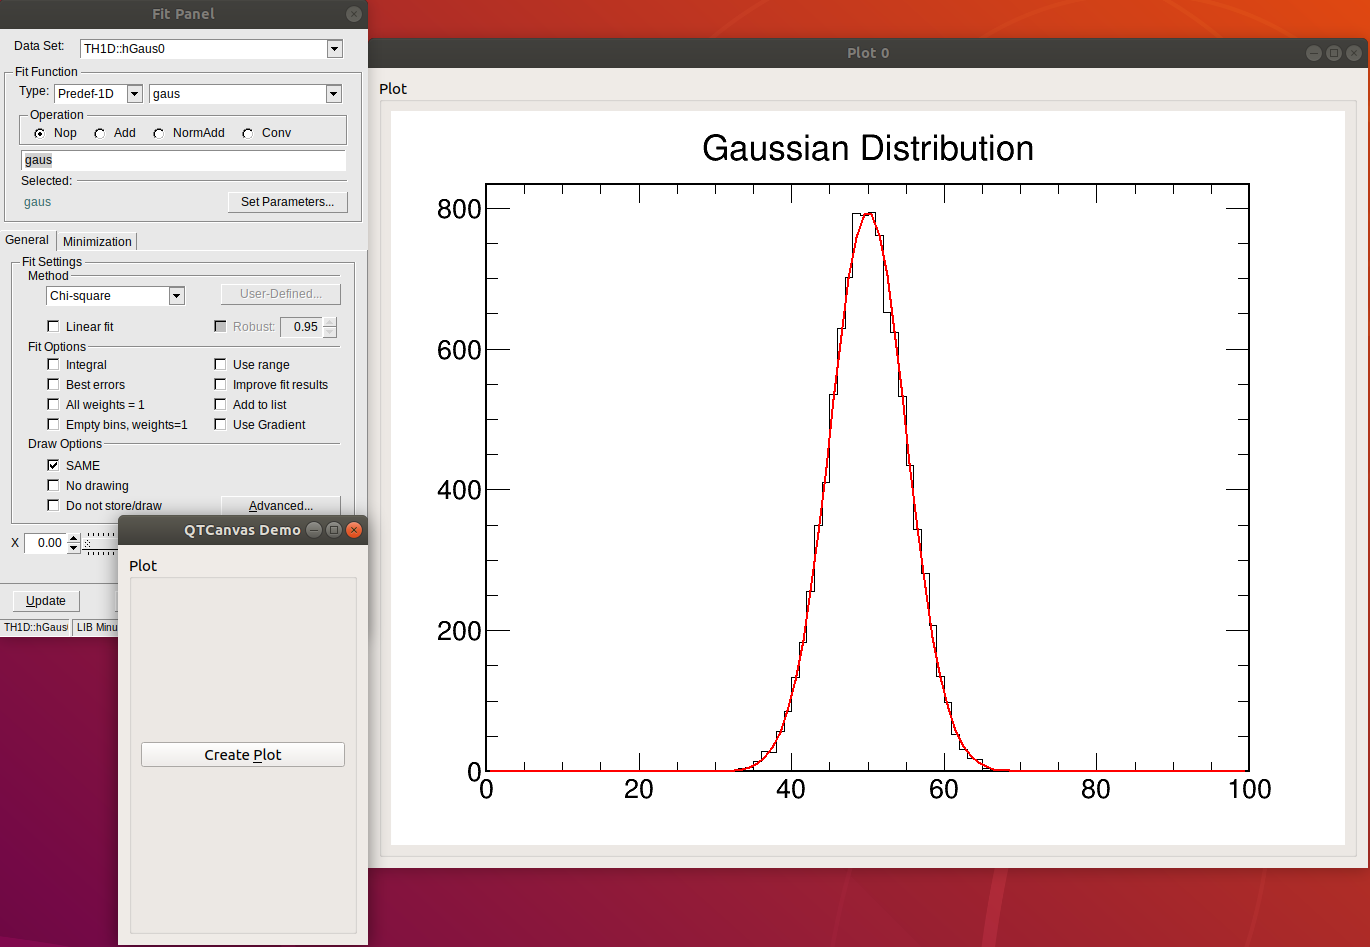 Fit Panel
Data Set: TH1D::hGaus0
Fit Function
Type: Predef-1D gaus
Operation
Nop Add NormAdd Conv
gaus
Selected:
gaus Set Parameters...
General Minimization
Fit Settings
Method
Chi-square User-Defined...
Linear fit Robust: 0.95
Fit Options
Integral Use range
Best errors Improve fit results
All weights = 1 Add to list
Empty bins, weights=1 Use Gradient
Draw Options
SAME
No drawing
Do not store/draw Advanced...
X 0.00
Update
TH1D::hGaus LIB Minu
QTCanvas Demo
Plot
Create Plot
Plot 0
Plot
Gaussian Distribution
800
600
400
200
0
0 20 40 60 80 100